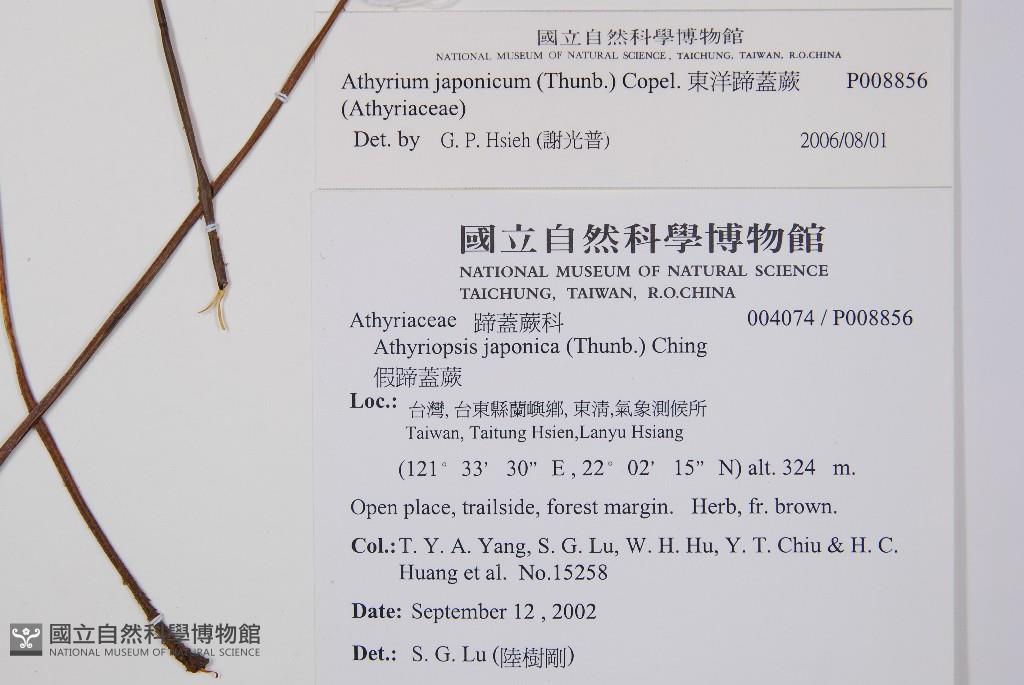 國立自然科學博物館
NATIONAL MUSEUM OF NATURAL SCIENCE, TAICHUNG, TAIWAN, R.O.CHINA
Athyrium japonicum (Thunb.) Copel. 東洋蹄蓋蕨 P008856
(Athyriaceae)
Det. by G. P. Hsieh (謝光普) 2006/08/01
國立自然科學博物館
NATIONAL MUSEUM OF NATURAL SCIENCE
TAICHUNG, TAIWAN, R.O.CHINA
Athyriaceae 蹄蓋蕨科 004074 / P008856
Athyriopsis japonica (Thunb.) Ching
假蹄蓋蕨
Loc.: 台灣, 台東縣蘭嶼鄉, 東清,氣象測候所
Taiwan, Taitung Hsien,Lanyu Hsiang
(121° 33’ 30” E , 22° 02’ 15” N) alt. 324 m.
Open place, trailside, forest margin. Herb, fr. brown.
Col.: T. Y. A. Yang, S. G. Lu, W. H. Hu, Y. T. Chiu & H. C.
Huang et al. No.15258
Date: September 12 , 2002
Det.: S. G. Lu (陸樹剛)
國立自然科學博物館
NATIONAL MUSEUM OF NATURAL SCIENCE